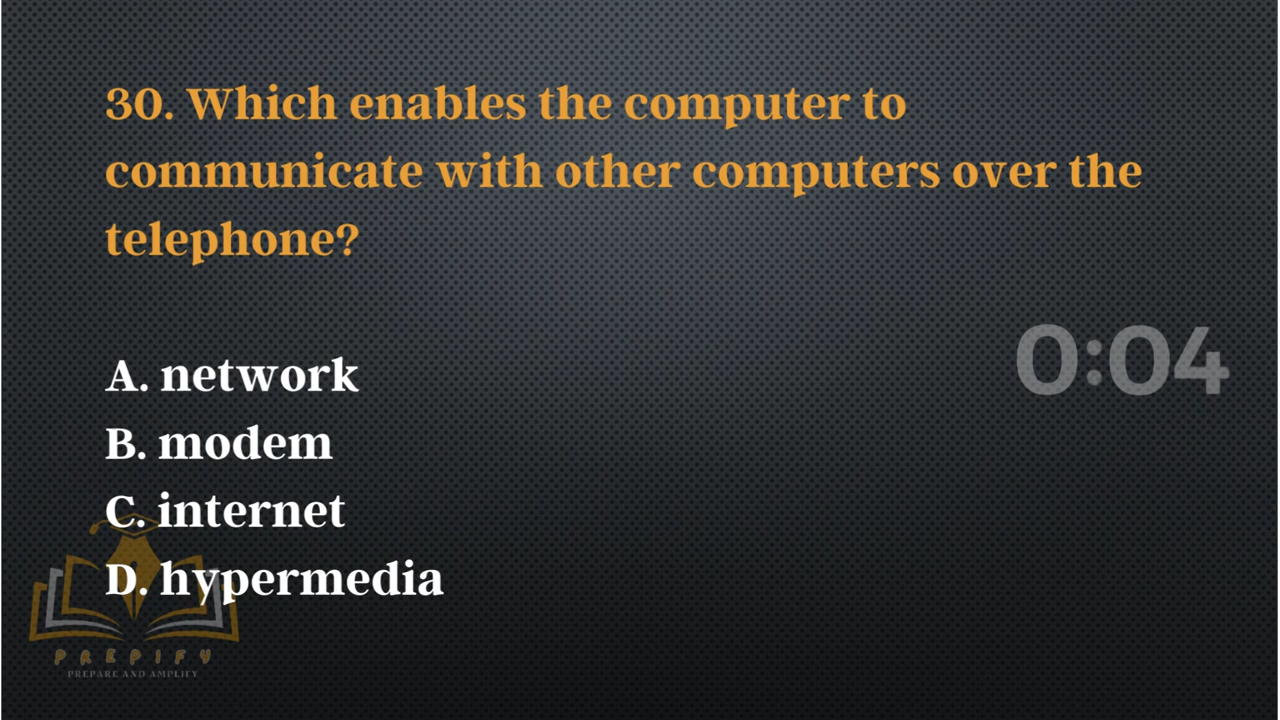 30. Which enables the computer to
communicate with other computers over the
telephone?
0:04
A. network
B. modem
C. internet
D. hypermedia
PREPIFY
PREPARE AND AMPLIFY